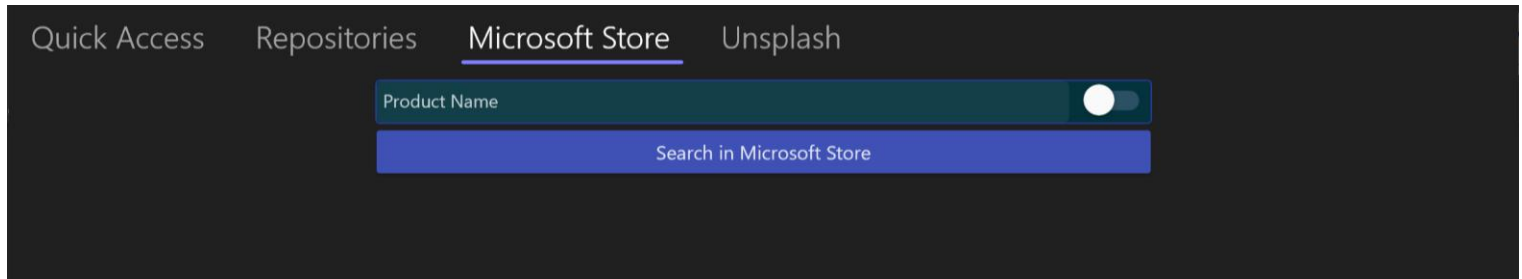 Quick Access Repositories Microsoft Store Unsplash
Product Name
Search in Microsoft Store